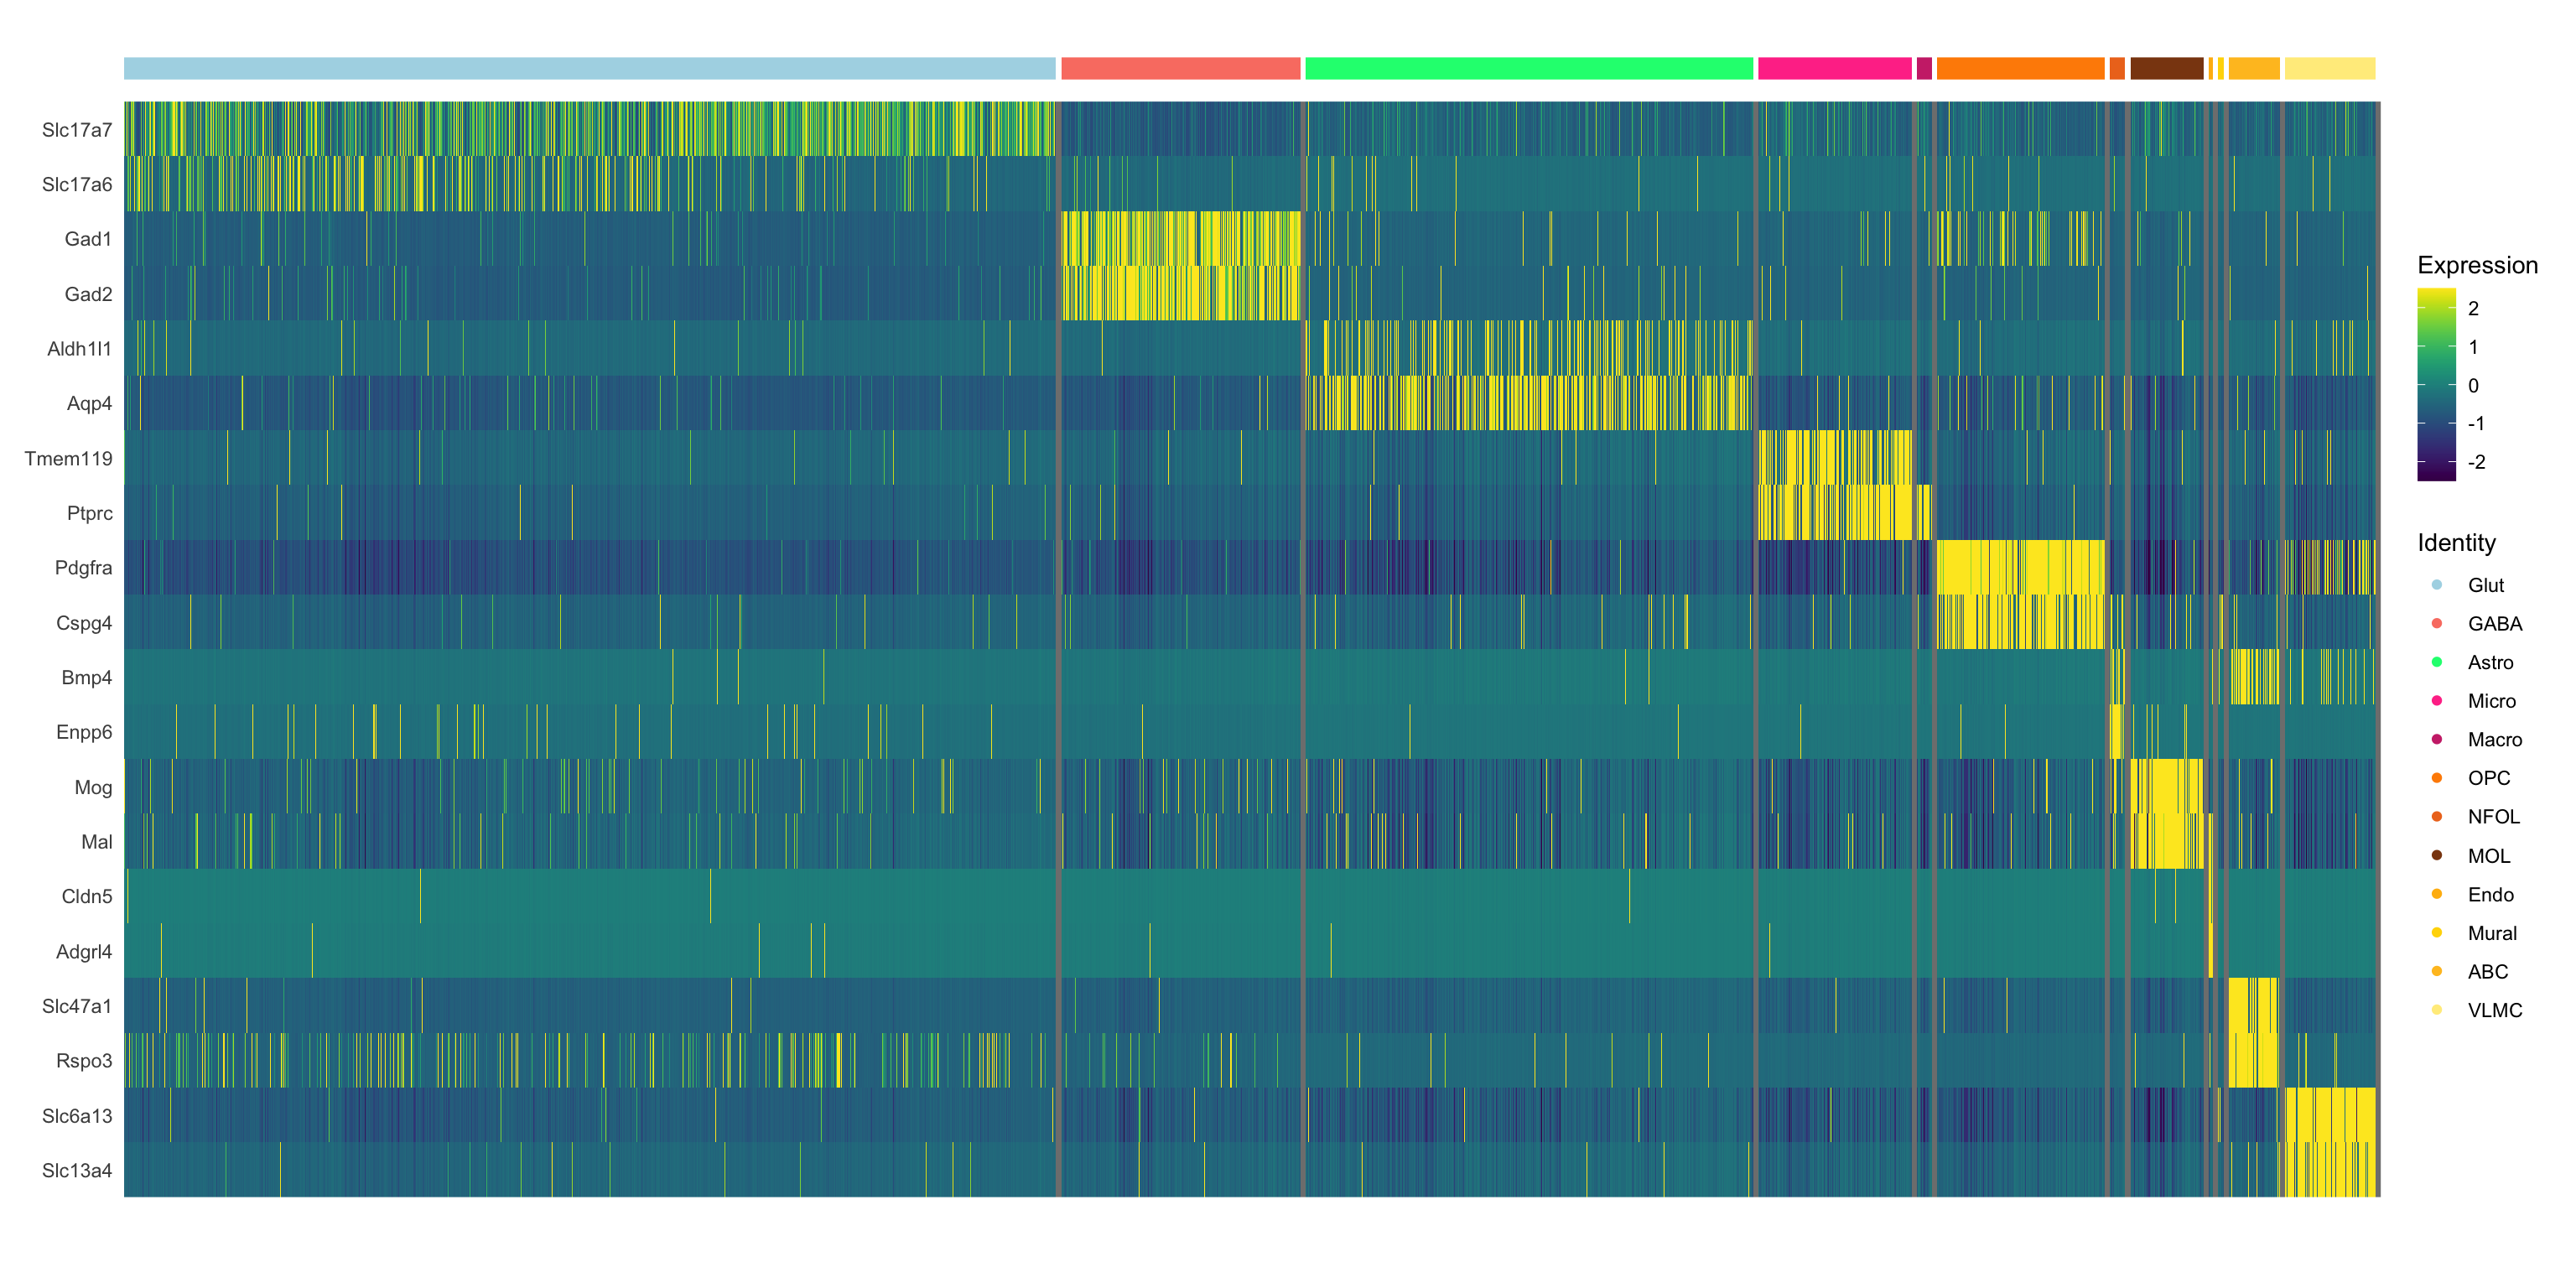 Slc17a7
Slc17a6
Gad1
Gad2
Aldh1l1
Aqp4
Tmem119
Ptprc
Pdgfra
Cspg4
Bmp4
Enpp6
Mog
Mal
Cldn5
Adgrl4
Slc47a1
Rspo3
Slc6a13
Slc13a4
Expression
2
1
0
-1
-2
Identity
Glut
GABA
Astro
Micro
Macro
OPC
NFOL
MOL
Endo
Mural
ABC
VLMC